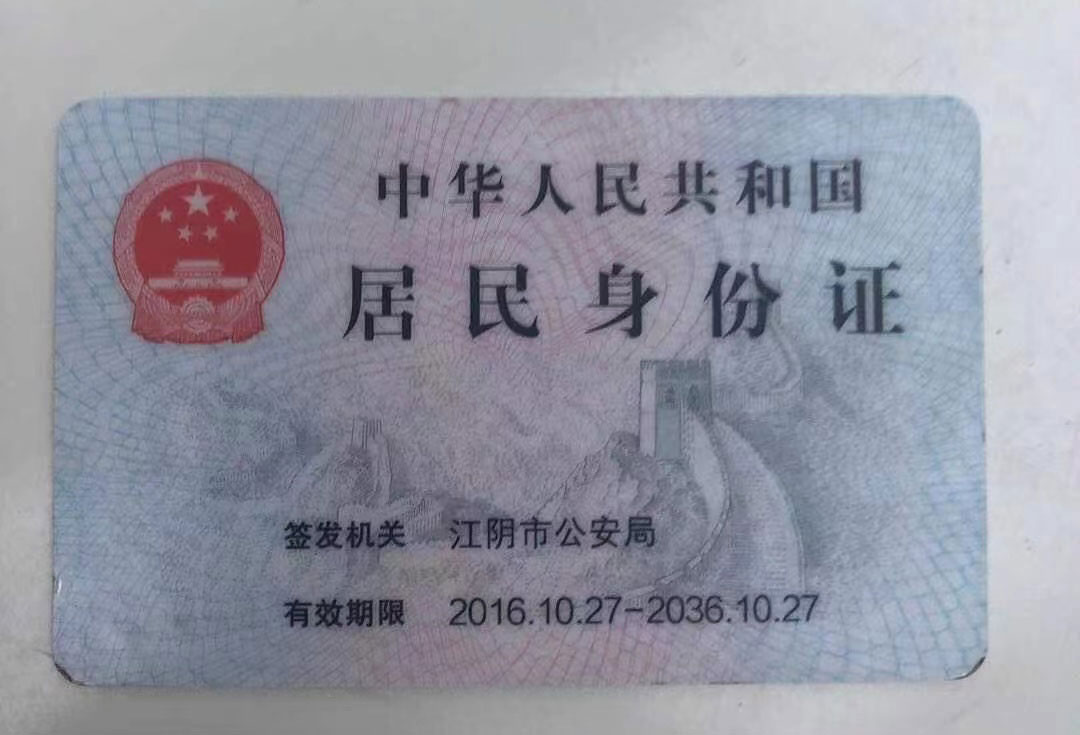 中华人民共和国
居民身份证
签发机关 江阴市公安局
有效期限 2016.10.27-2036.10.27